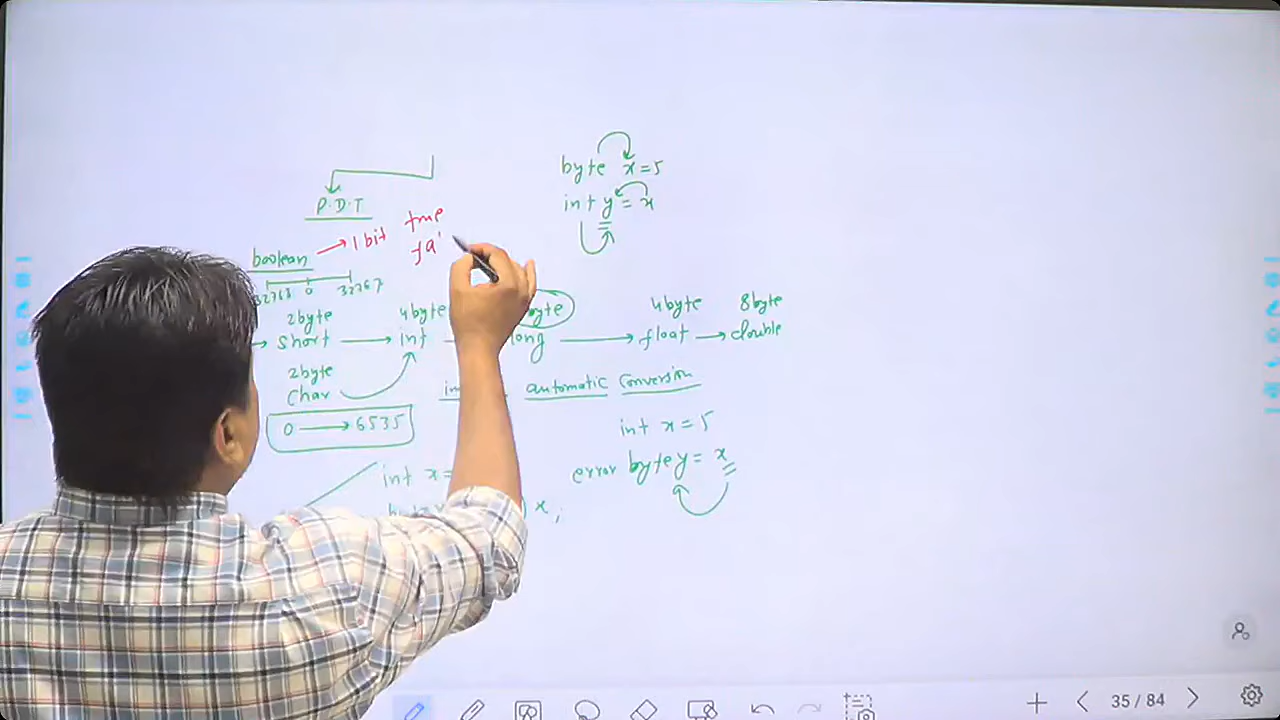 byte x=5
P.D.T
int y = x
true
boolean → 1 bit
fa
32768 0 32767
2byte 4byte byte 4byte 8byte
→ short → int long → float → double
2byte
Char
automatic Conversion
0 → 6535
int x = 5
int x=
error byte y = x
) x ;
35 / 84